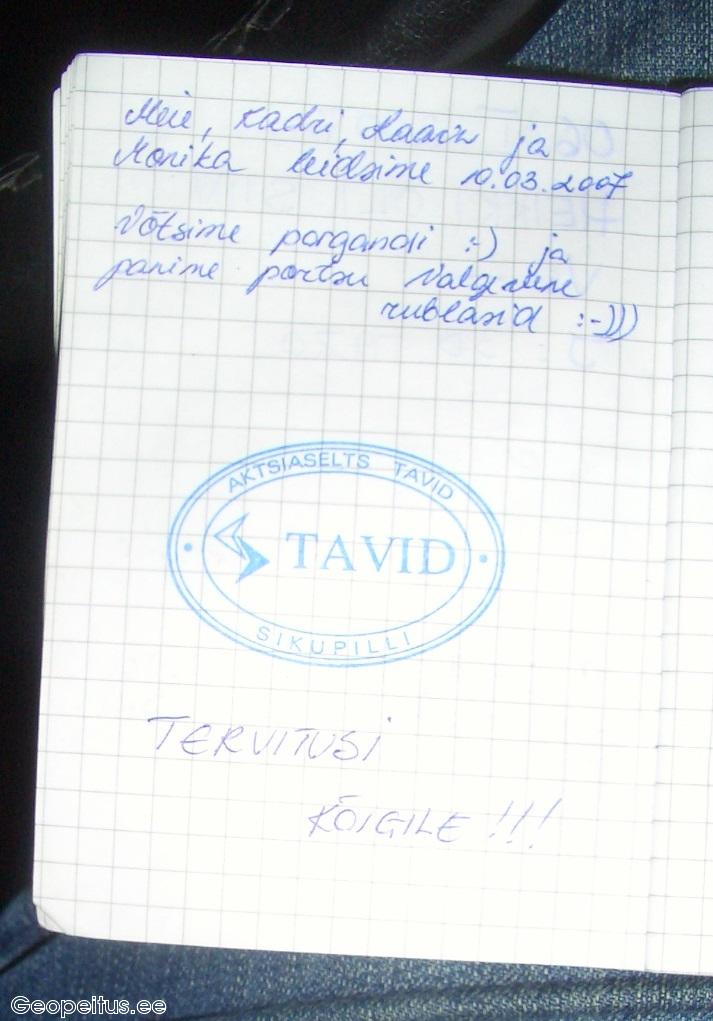 Meie, Kadri, Maarix ja
Monika leidsime 10.03.2007
Võtsime porgandi :-) ja
panime portsu Valgevene
rublasid :-)))
AKTSIASELTS TAVID
TAVID
SIKUPILLI
TERVITUSI
KÕIGILE !!!
Geopeitus.ee